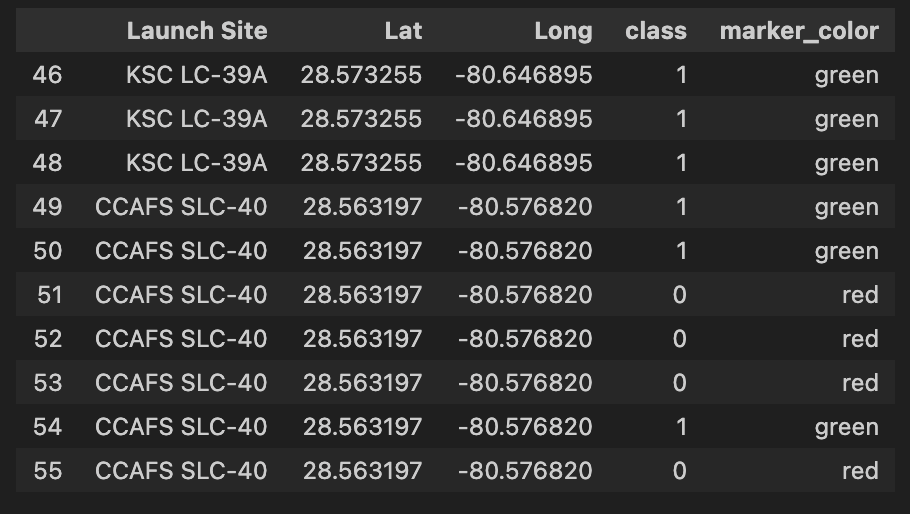 Launch Site Lat Long class marker_color
46 KSC LC-39A 28.573255 -80.646895 1 green
47 KSC LC-39A 28.573255 -80.646895 1 green
48 KSC LC-39A 28.573255 -80.646895 1 green
49 CCAFS SLC-40 28.563197 -80.576820 1 green
50 CCAFS SLC-40 28.563197 -80.576820 1 green
51 CCAFS SLC-40 28.563197 -80.576820 0 red
52 CCAFS SLC-40 28.563197 -80.576820 0 red
53 CCAFS SLC-40 28.563197 -80.576820 0 red
54 CCAFS SLC-40 28.563197 -80.576820 1 green
55 CCAFS SLC-40 28.563197 -80.576820 0 red